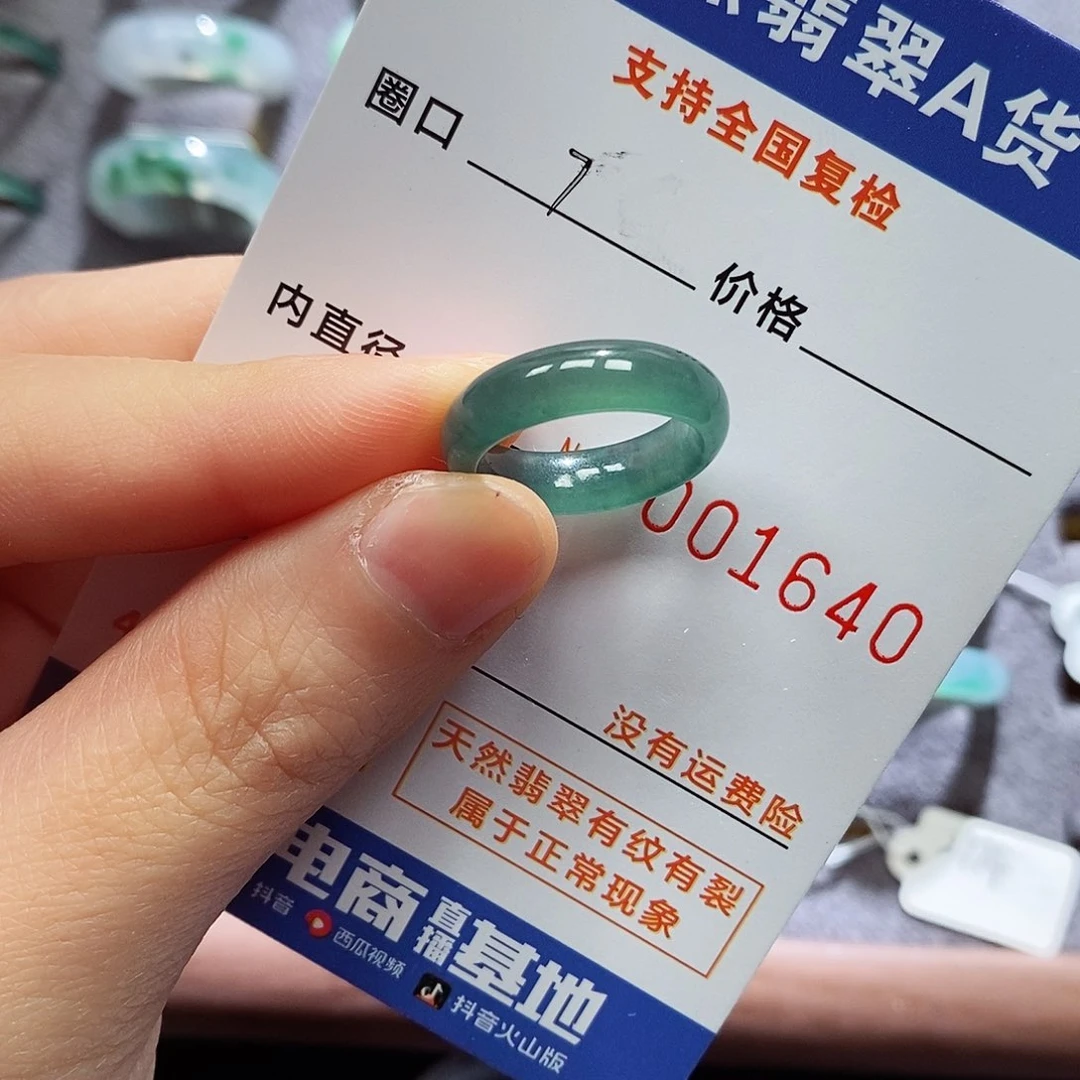 翡翠A货
支持全国复检
圈口 7 价格
内直径
001640
没有运费险
天然翡翠有纹有裂
属于正常现象
电商直播基地
抖音 西瓜视频 抖音火山版